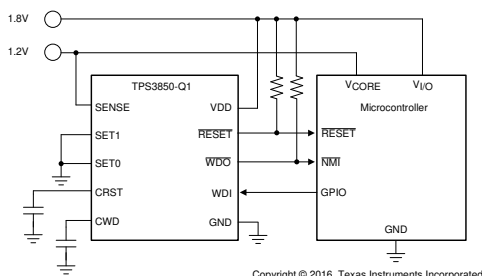 1.8V
1.2V
TPS3850-Q1
SENSE
SET1
SET0
CRST
CWD
VDD
RESET
WDO
WDI
GND
VCORE
VI/O
Microcontroller
RESET
NMI
GPIO
GND
Copyright © 2016, Texas Instruments Incorporated